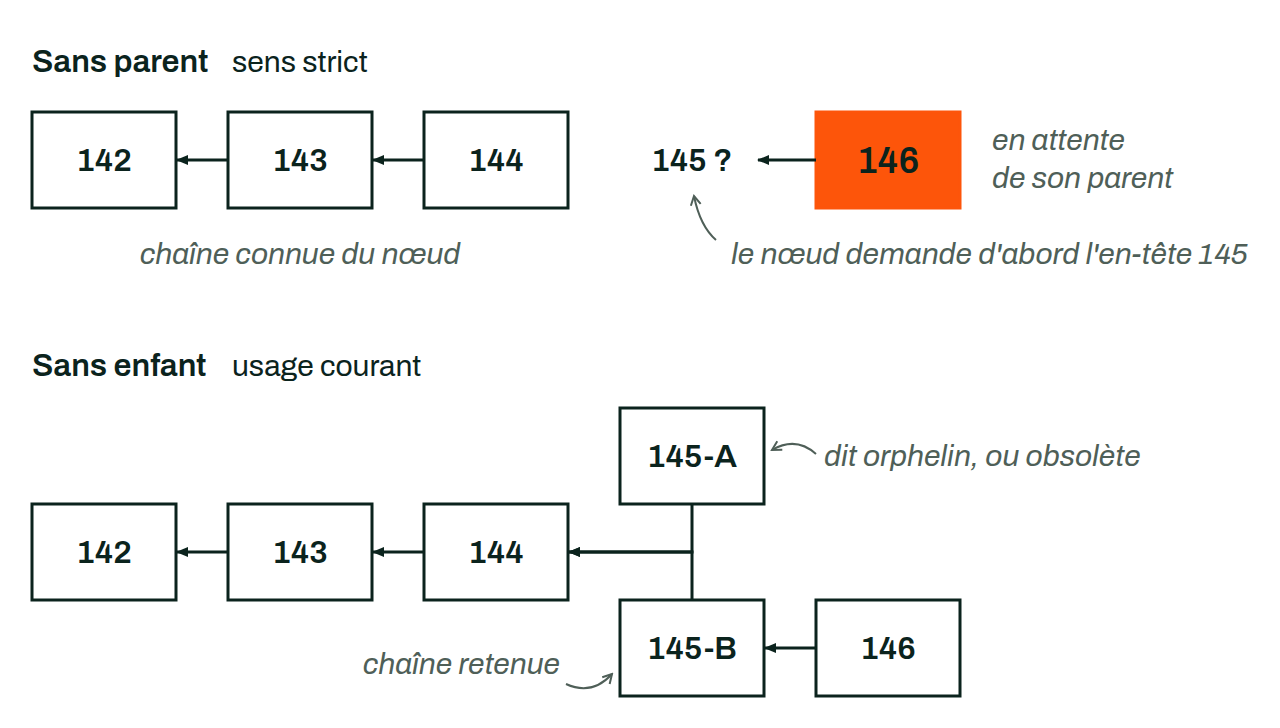 Sans parent sens strict
142 143 144 145 ? 146
en attente
de son parent
chaîne connue du nœud
le nœud demande d'abord l'en-tête 145
Sans enfant usage courant
145-A
dit orphelin, ou obsolète
142 143 144
145-B 146
chaîne retenue